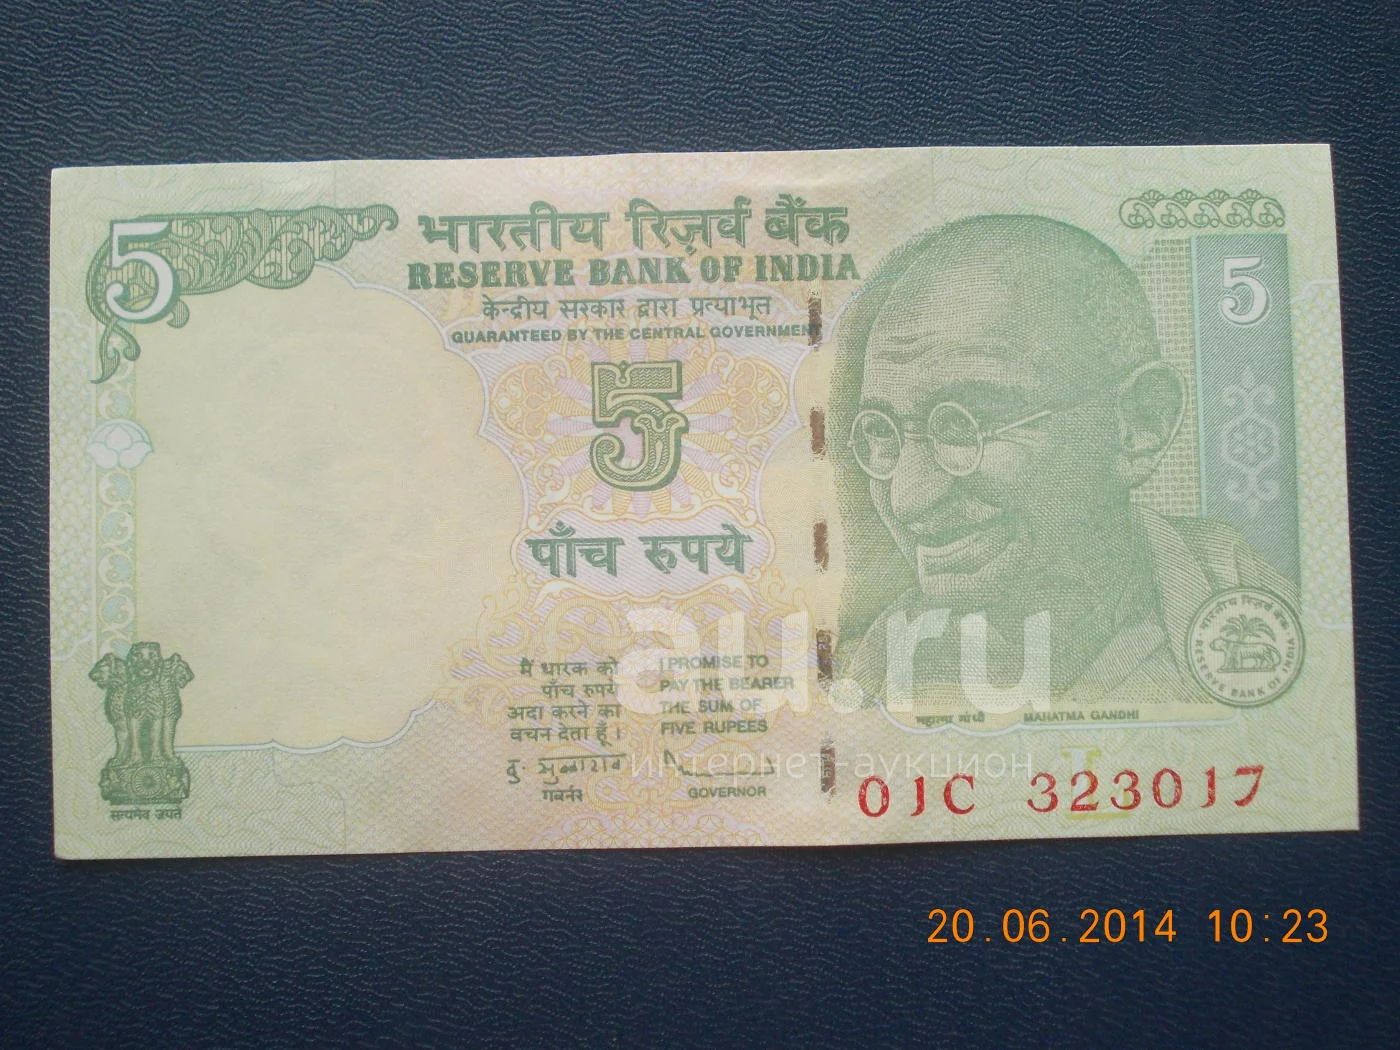 5
भारतीय रिज़र्व बैंक
RESERVE BANK OF INDIA
केन्द्रीय सरकार द्वारा प्रत्याभूत
GUARANTEED BY THE CENTRAL GOVERNMENT
5
5
पाँच रुपये
मैं धारक को
पाँच रुपये
अदा करने का
वचन देता हूँ।
गवर्नर
I PROMISE TO
PAY THE BEARER
THE SUM OF
FIVE RUPEES
GOVERNOR
सत्यमेव जयते
महात्मा गांधी MAHATMA GANDHI
भारतीय रिज़र्व बैंक
RESERVE BANK OF INDIA
L
01C 323017
au.ru
интернет-аукцион
20.06.2014 10:23